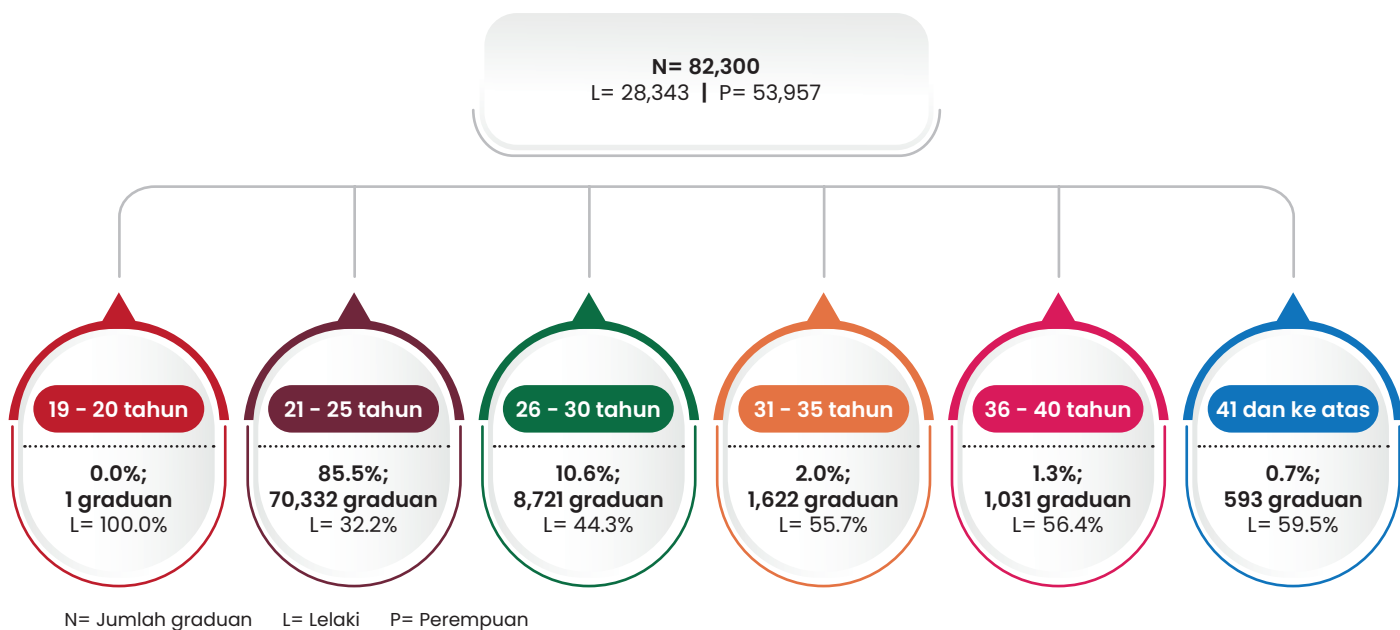 N= 82,300
L= 28,343 | P= 53,957
19 - 20 tahun
0.0%;
1 graduan
L= 100.0%
21 - 25 tahun
85.5%;
70,332 graduan
L= 32.2%
26 - 30 tahun
10.6%;
8,721 graduan
L= 44.3%
31 - 35 tahun
2.0%;
1,622 graduan
L= 55.7%
36 - 40 tahun
1.3%;
1,031 graduan
L= 56.4%
41 dan ke atas
0.7%;
593 graduan
L= 59.5%
N= Jumlah graduan L= Lelaki P= Perempuan